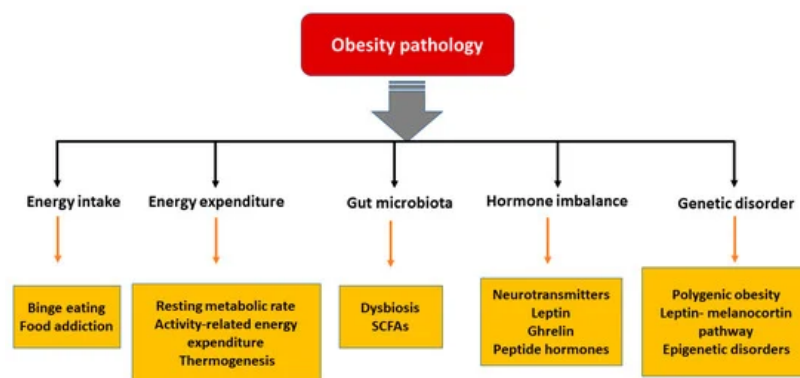 Obesity pathology
Energy intake
Energy expenditure
Gut microbiota
Hormone imbalance
Genetic disorder
Binge eating
Food addiction
Resting metabolic rate
Activity-related energy
expenditure
Thermogenesis
Dysbiosis
SCFAs
Neurotransmitters
Leptin
Ghrelin
Peptide hormones
Polygenic obesity
Leptin- melanocortin
pathway
Epigenetic disorders